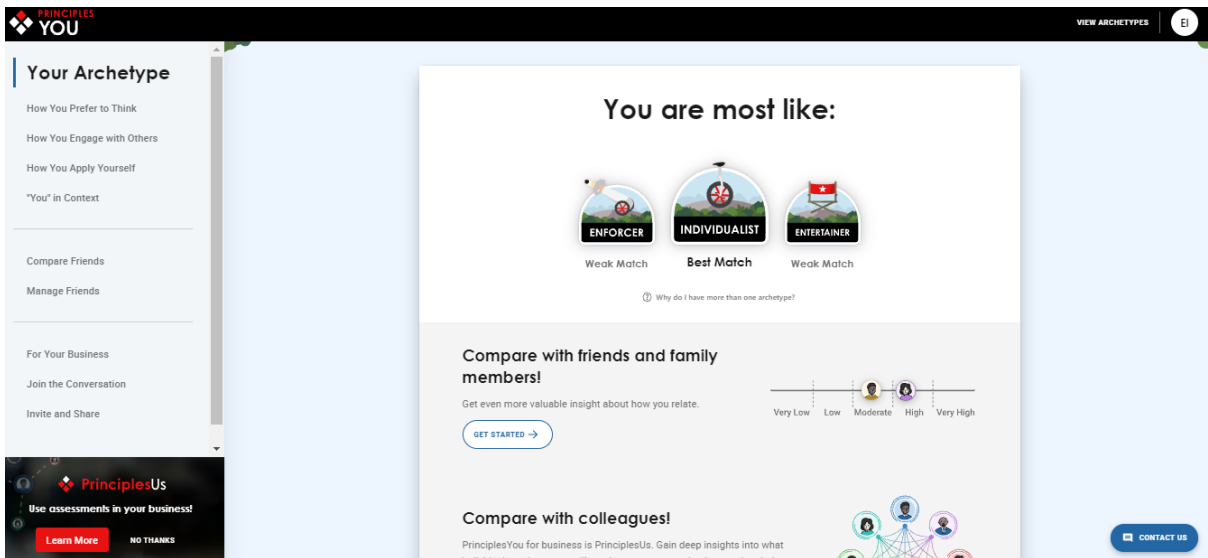 PRINCIPLES
YOU
VIEW ARCHETYPES
EI
Your Archetype
How You Prefer to Think
How You Engage with Others
How You Apply Yourself
"You" in Context
Compare Friends
Manage Friends
For Your Business
Join the Conversation
Invite and Share
PrinciplesUs
Use assessments in your business!
Learn More
NO THANKS
You are most like:
ENFORCER
INDIVIDUALIST
ENTERTAINER
Weak Match
Best Match
Weak Match
? Why do I have more than one archetype?
Compare with friends and family
members!
Get even more valuable insight about how you relate.
GET STARTED →
Very Low Low Moderate High Very High
Compare with colleagues!
PrinciplesYou for business is PrinciplesUs. Gain deep insights into what
CONTACT US